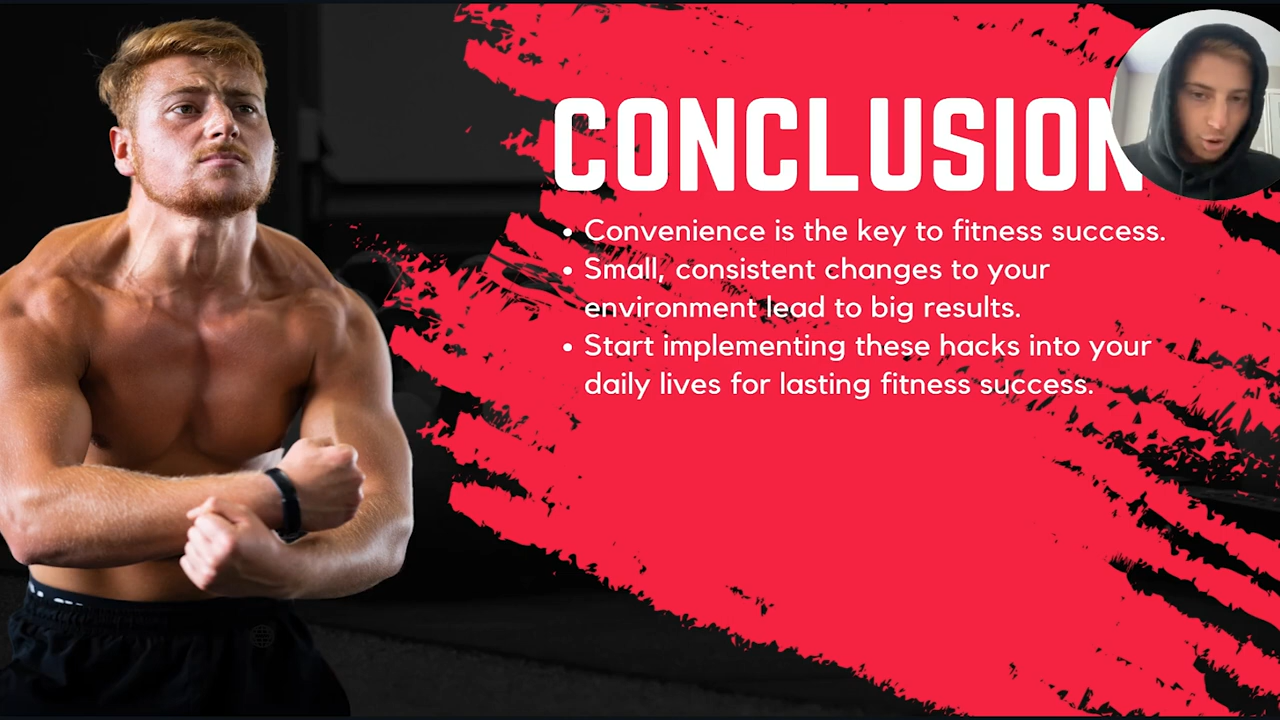 CONCLUSION
• Convenience is the key to fitness success.
• Small, consistent changes to your
environment lead to big results.
• Start implementing these hacks into your
daily lives for lasting fitness success.